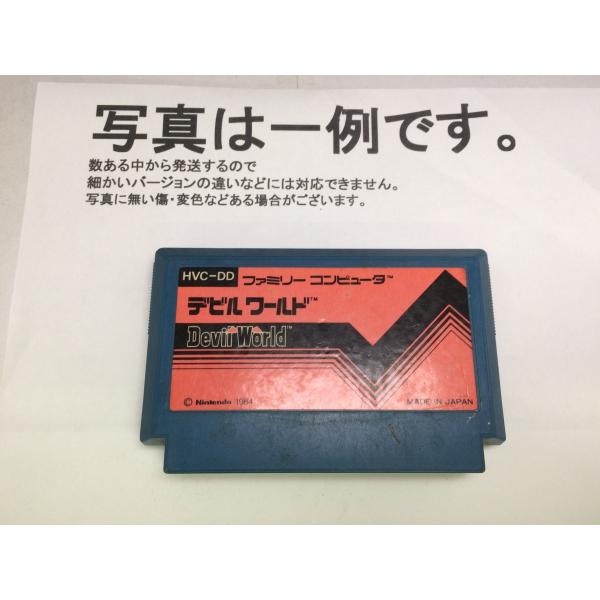 写真は一例です。
数ある中から発送するので
細かいバージョンの違いなどには対応できません。
写真に無い傷・変色などある場合がございます。
HVC-DD ファミリー コンピュータ™
デビル ワールド™
Devil World™
© Nintendo 1984
MADE IN JAPAN